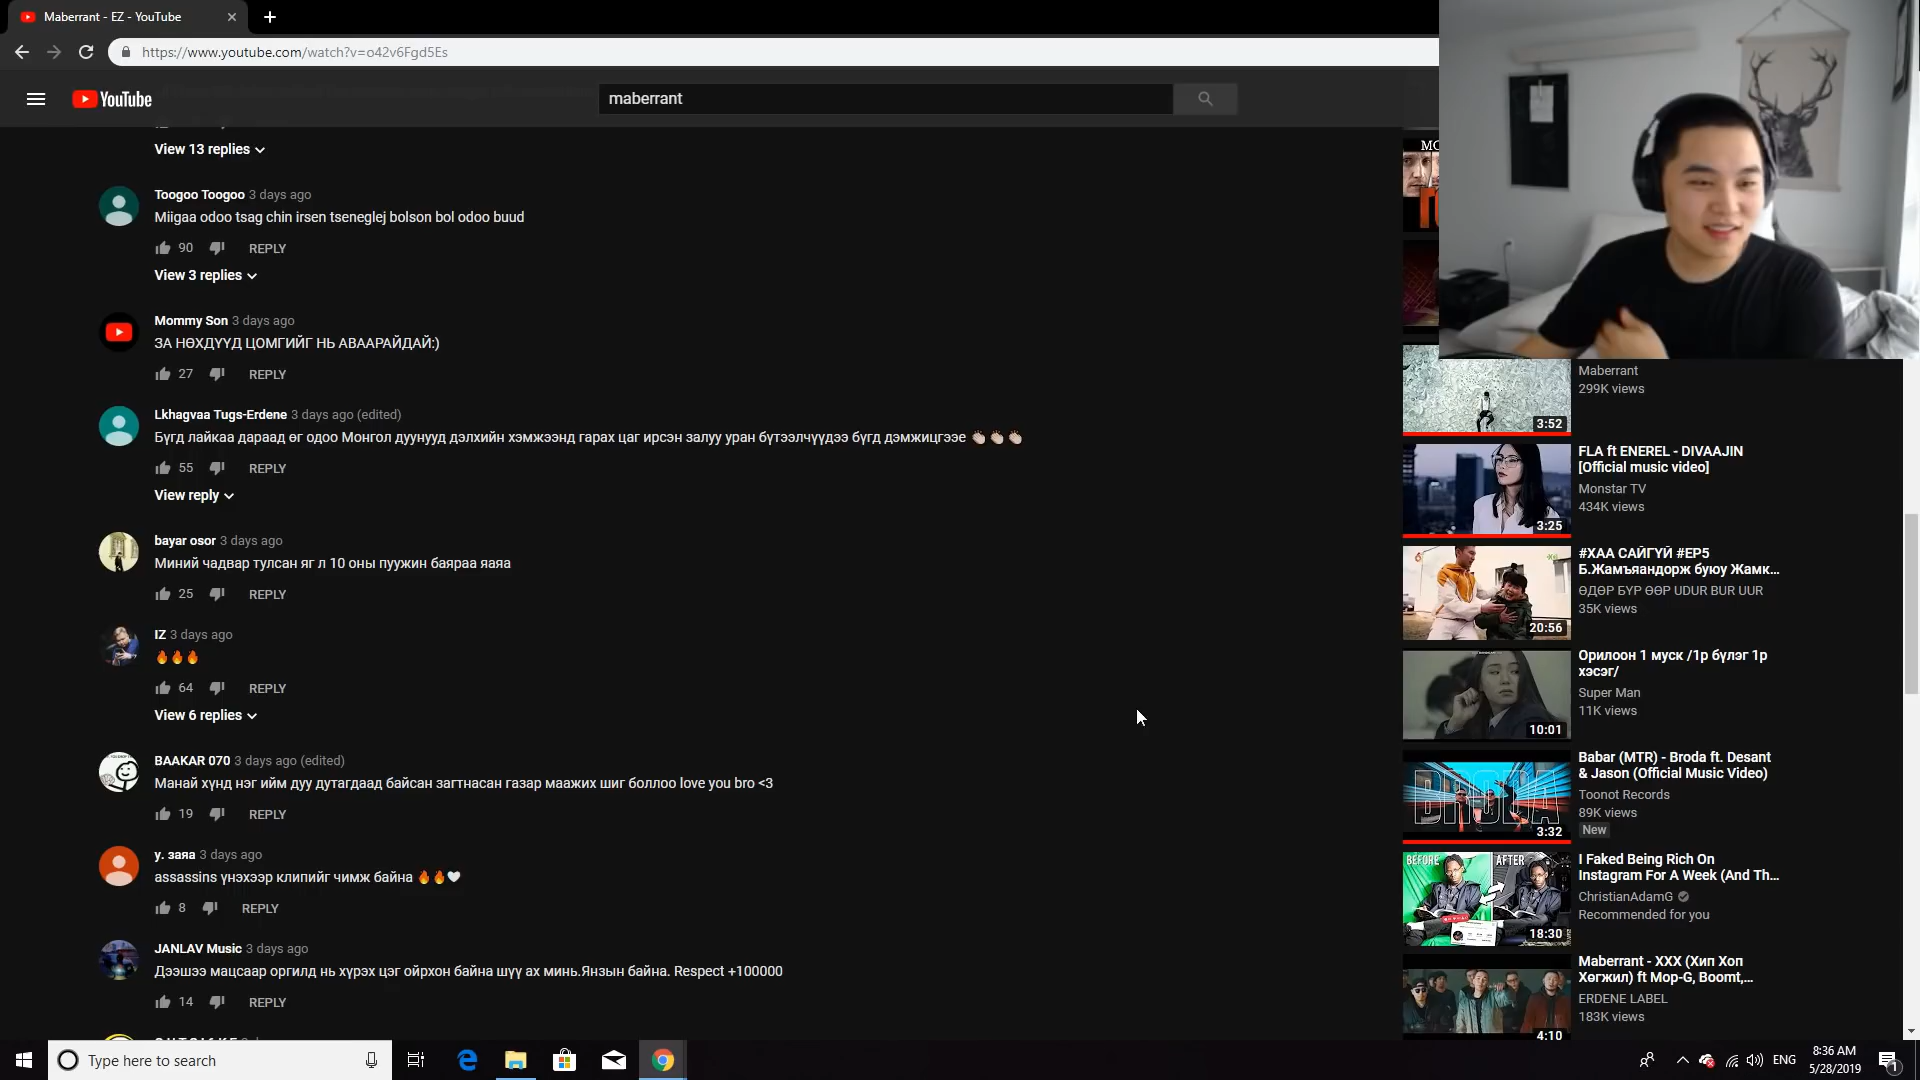 Maberrant - EZ - YouTube
https://www.youtube.com/watch?v=o42v6Fgd5Es
YouTube
maberrant
View 13 replies
Toogoo Toogoo 3 days ago
Miigaa odoo tsag chin irsen tseneglej bolson bol odoo buud
90 REPLY
View 3 replies
Mommy Son 3 days ago
ЗА НӨХДҮҮД ЦОМГИЙГ НЬ АВААРАЙДАЙ:)
27 REPLY
Lkhagvaa Tugs-Erdene 3 days ago (edited)
Бүгд лайкаа дараад өг одоо Монгол дуунууд дэлхийн хэмжээнд гарах цаг ирсэн залуу уран бүтээлчүүдээ бүгд дэмжицгээе 👏🏻👏🏻👏🏻
55 REPLY
View reply
bayar osor 3 days ago
Миний чадвар тулсан яг л 10 оны пуужин баяраа яаяа
25 REPLY
IZ 3 days ago
🔥🔥🔥
64 REPLY
View 6 replies
BAAKAR 070 3 days ago (edited)
Манай хүнд нэг ийм дуу дутагдаад байсан загтнасан газар маажих шиг боллоо love you bro <3
19 REPLY
у. заяа 3 days ago
assassins үнэхээр клипийг чимж байна 🔥🔥🤍
8 REPLY
JANLAV Music 3 days ago
Дээшээ мацсаар оргилд нь хүрэх цэг ойрхон байна шүү ах минь.Янзын байна. Respect +100000
14 REPLY
Maberrant
299K views
3:52
FLA ft ENEREL - DIVAAJIN
[Official music video]
Monstar TV
434K views
3:25
#ХАА САЙГҮЙ #EP5
Б.Жамъяандорж буюу Жамк...
ӨДӨР БҮР ӨӨР UDUR BUR UUR
35K views
20:56
Орилоон 1 муск /1р бүлэг 1р
хэсэг/
Super Man
11K views
10:01
Babar (MTR) - Broda ft. Desant
& Jason (Official Music Video)
Toonot Records
89K views
New
BRODA
3:32
I Faked Being Rich On
Instagram For A Week (And Th...
ChristianAdamG
Recommended for you
BEFORE
AFTER
18:30
Maberrant - XXX (Хип Хоп
Хөгжил) ft Mop-G, Boomt,...
ERDENE LABEL
183K views
4:10
Type here to search
ENG
8:36 AM
5/28/2019
1